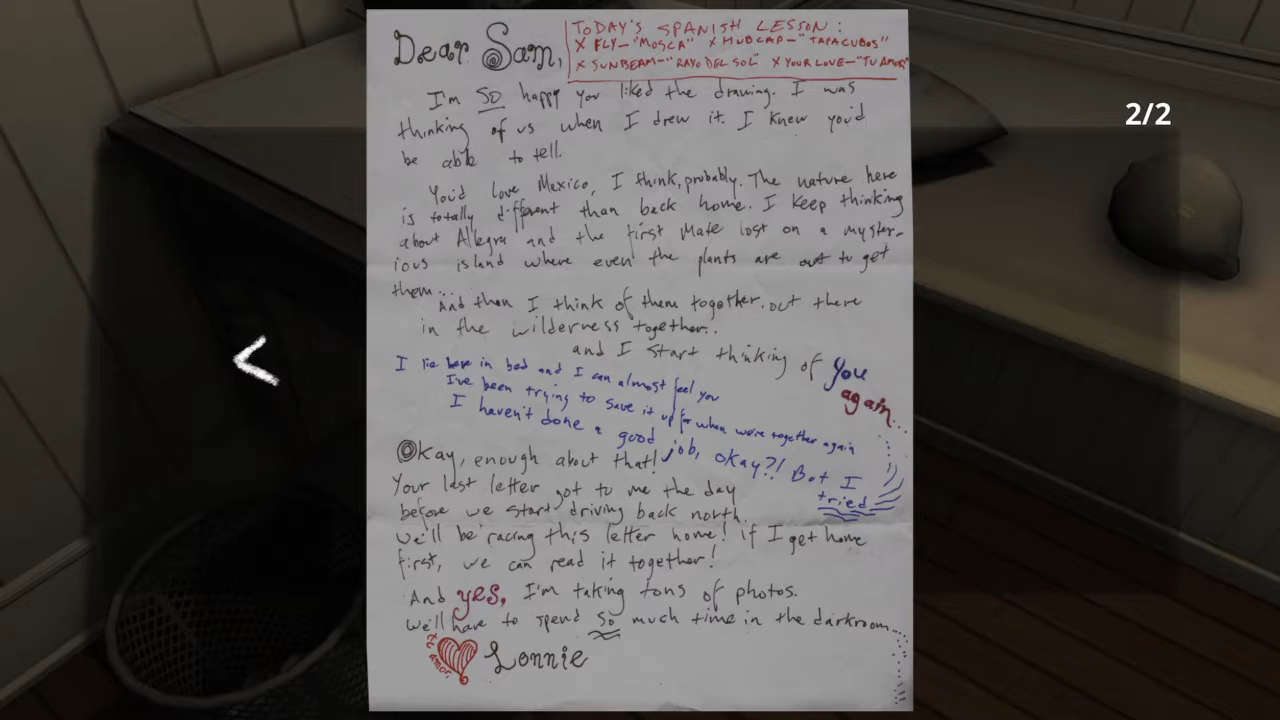 Dear Sam,
TODAY'S SPANISH LESSON:
x FLY-"MOSCA" x HUBCAP-"TAPACUBOS"
x SUNBEAM-"RAYO DEL SOL" x YOUR LOVE-"TU AMOR"
I'm SO happy you liked the drawing. I was
thinking of us when I drew it. I knew you'd
be able to tell.
You'd love Mexico, I think, probably. The nature here
is totally different than back home. I keep thinking
about Allegra and the First Mate lost on a myster-
ious island where even the plants are out to get
them...
And then I think of them together, out there
in the wilderness together..
and I start thinking of you
again...
I lie here in bed and I can almost feel you
I've been trying to save it up for when we're together again
I haven't done a good job, okay?! But I
tried
Okay, enough about that!
Your last letter got to me the day
before we start driving back north.
We'll be racing this letter home! if I get home
first, we can read it together!
And yes, I'm taking tons of photos.
We'll have to spend so much time in the darkroom...
Lonnie
2/2